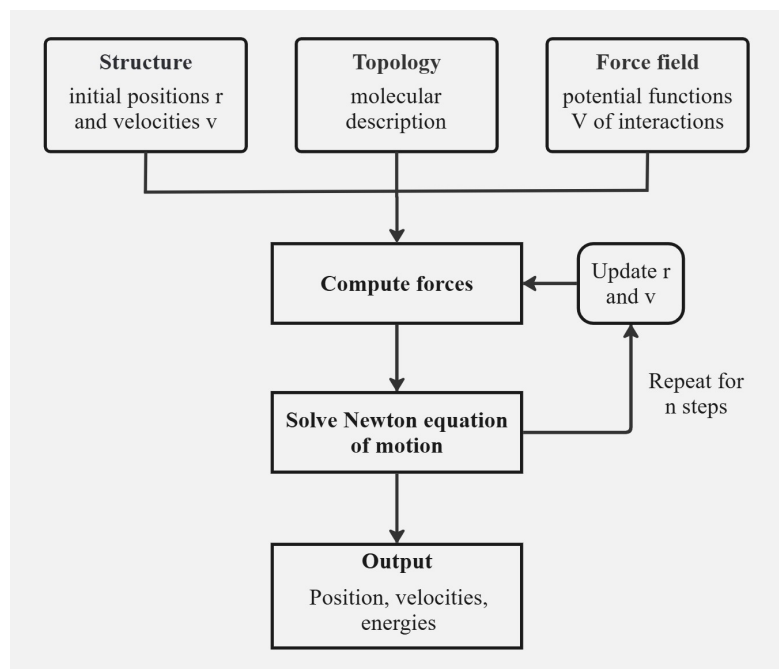 Structure
initial positions r
and velocities v
Topology
molecular
description
Force field
potential functions
V of interactions
Compute forces
Update r
and v
Repeat for
n steps
Solve Newton equation
of motion
Output
Position, velocities,
energies